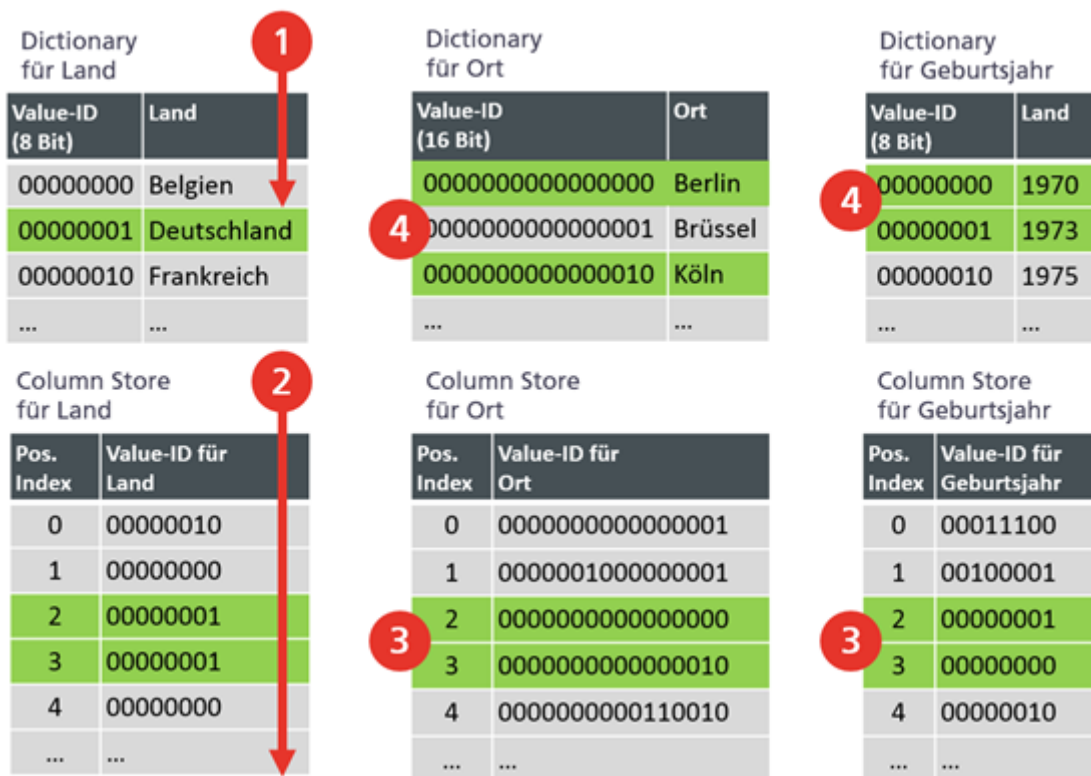 Dictionary
für Land
1
Value-ID
(8 Bit)
Land
00000000 Belgien
00000001 Deutschland
00000010 Frankreich
... ...
Dictionary
für Ort
Value-ID
(16 Bit)
Ort
0000000000000000 Berlin
4
0000000000000001 Brüssel
0000000000000010 Köln
... ...
Dictionary
für Geburtsjahr
Value-ID
(8 Bit)
Land
4
00000000 1970
00000001 1973
00000010 1975
... ...
Column Store
für Land
2
Pos.
Index
Value-ID für
Land
0 00000010
1 00000000
2 00000001
3 00000001
4 00000000
... ...
Column Store
für Ort
Pos.
Index
Value-ID für
Ort
0 0000000000000001
1 0000001000000001
2 0000000000000000
3
3 0000000000000010
4 0000000000110010
... ...
Column Store
für Geburtsjahr
Pos.
Index
Value-ID für
Geburtsjahr
0 00011100
1 00100001
2 00000001
3
3 00000000
4 00000010
... ...